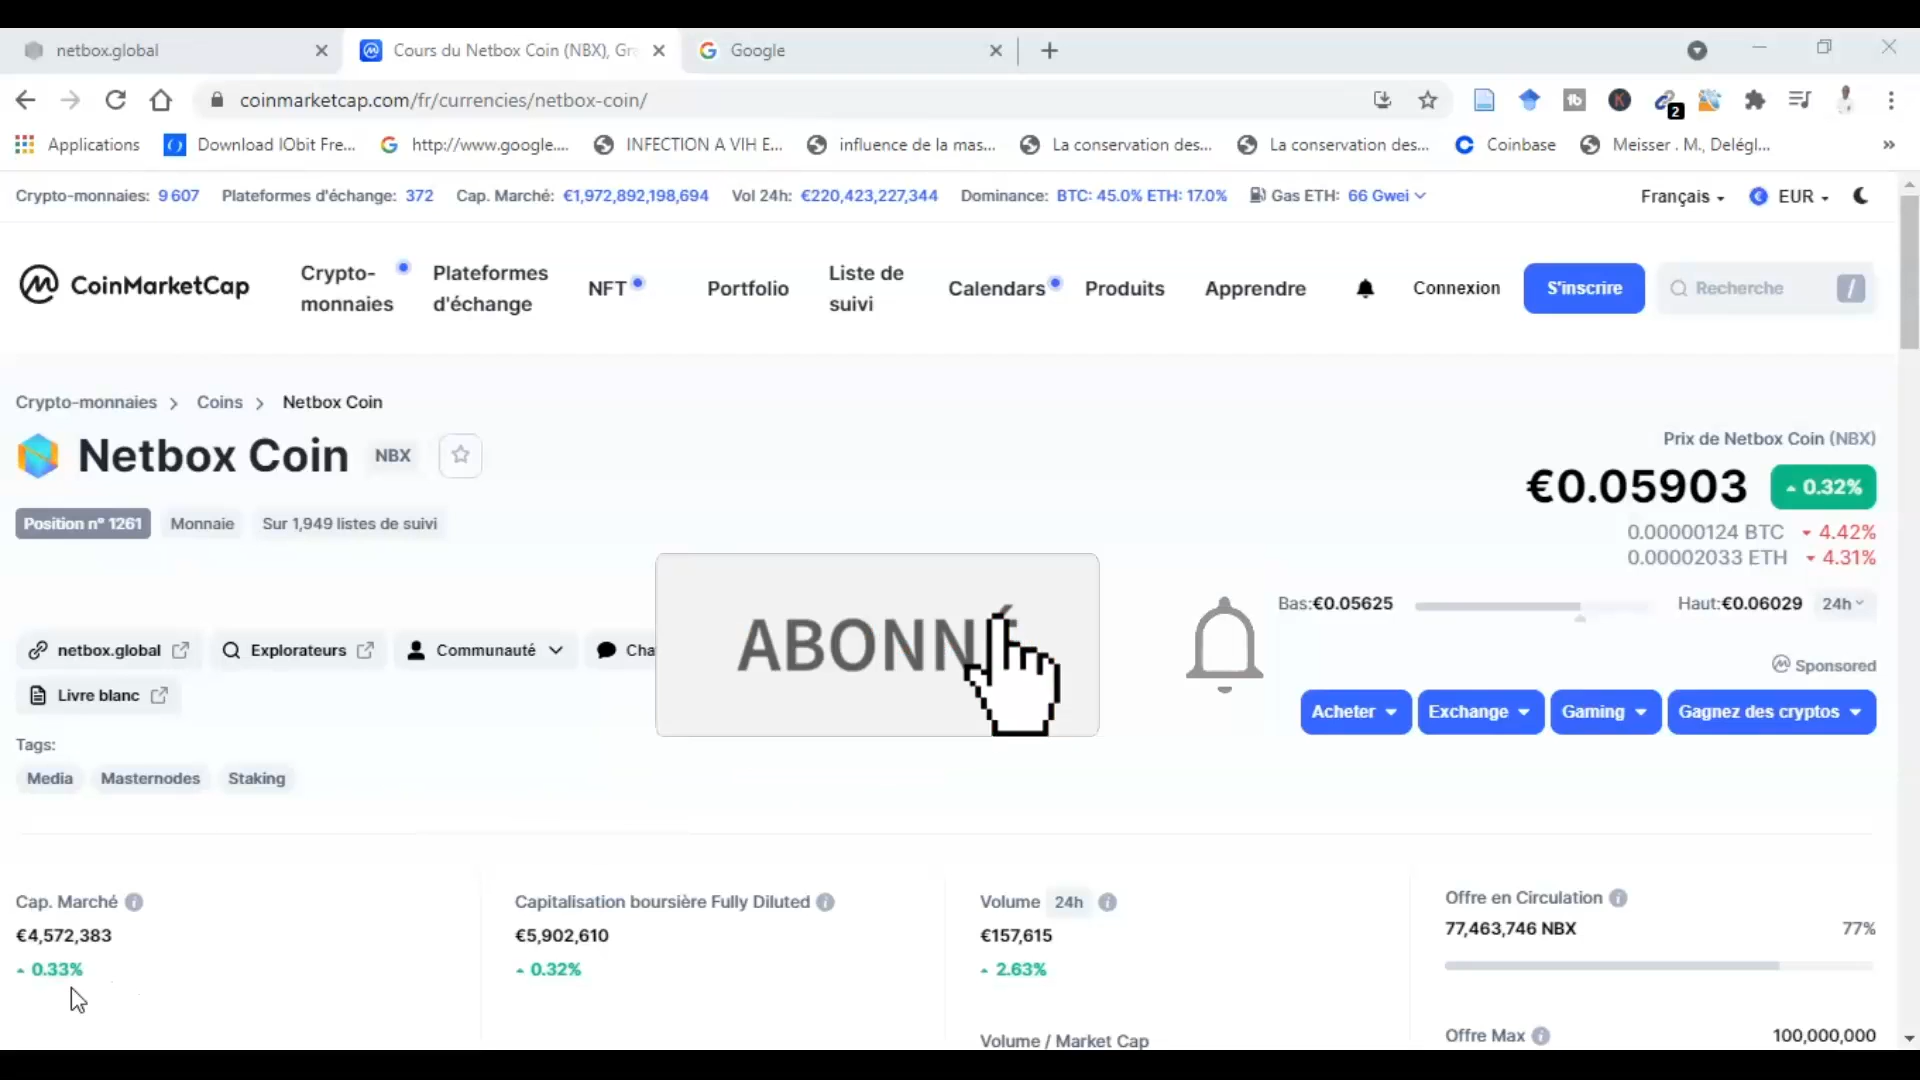 netbox.global
Cours du Netbox Coin (NBX), Gr
Google
coinmarketcap.com/fr/currencies/netbox-coin/
2
Applications
Download IObit Fre...
http://www.google....
INFECTION A VIH E...
influence de la mas...
La conservation des...
La conservation des...
Coinbase
Meisser . M., Delégl...
»
Crypto-monnaies: 9 607
Plateformes d'échange: 372
Cap. Marché: €1,972,892,198,694
Vol 24h: €220,423,227,344
Dominance: BTC: 45.0% ETH: 17.0%
Gas ETH: 66 Gwei
Français
EUR
CoinMarketCap
Crypto-
monnaies
Plateformes
d'échange
NFT
Portfolio
Liste de
suivi
Calendars
Produits
Apprendre
Connexion
S'inscrire
Recherche
/
Crypto-monnaies > Coins > Netbox Coin
Netbox Coin NBX
Position n° 1261
Monnaie
Sur 1,949 listes de suivi
Prix de Netbox Coin (NBX)
€0.05903
0.32%
0.00000124 BTC 4.42%
0.00002033 ETH 4.31%
Bas:€0.05625
Haut:€0.06029
24h
netbox.global
Explorateurs
Communauté
Cha
Livre blanc
ABONNÉ
Sponsored
Acheter
Exchange
Gaming
Gagnez des cryptos
Tags:
Media
Masternodes
Staking
Cap. Marché
€4,572,383
0.33%
Capitalisation boursière Fully Diluted
€5,902,610
0.32%
Volume 24h
€157,615
2.63%
Volume / Market Cap
Offre en Circulation
77,463,746 NBX
77%
Offre Max
100,000,000